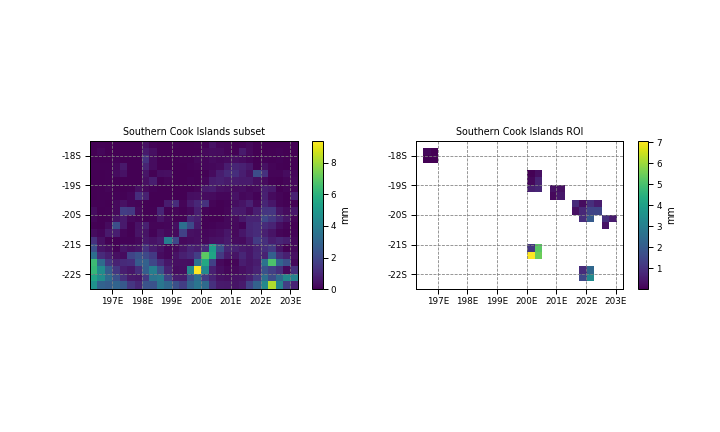 Southern Cook Islands subset
-18S
-19S
-20S
-21S
-22S
197E 198E 199E 200E 201E 202E 203E
8
6
4
2
0
mm
Southern Cook Islands ROI
-18S
-19S
-20S
-21S
-22S
197E 198E 199E 200E 201E 202E 203E
7
6
5
4
3
2
1
mm